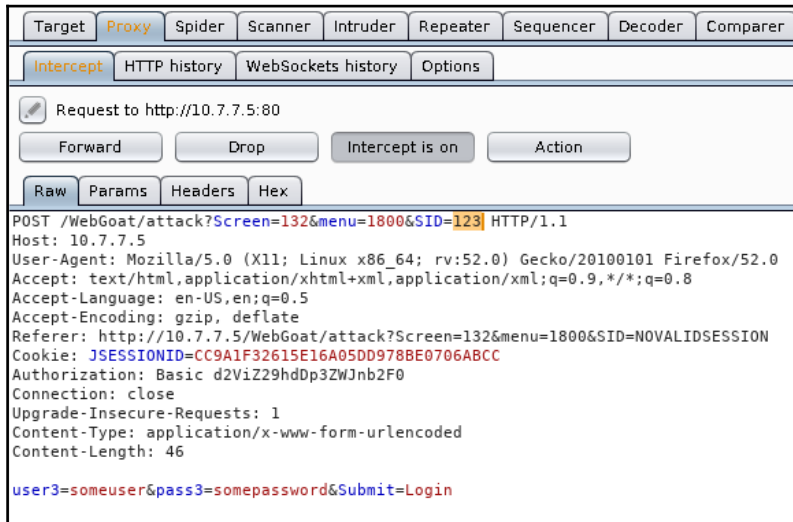 Target Proxy Spider Scanner Intruder Repeater Sequencer Decoder Comparer
Intercept HTTP history WebSockets history Options
Request to http://10.7.7.5:80
Forward Drop Intercept is on Action
Raw Params Headers Hex
POST /WebGoat/attack?Screen=132&menu=1800&SID=123 HTTP/1.1
Host: 10.7.7.5
User-Agent: Mozilla/5.0 (X11; Linux x86_64; rv:52.0) Gecko/20100101 Firefox/52.0
Accept: text/html,application/xhtml+xml,application/xml;q=0.9,*/*;q=0.8
Accept-Language: en-US,en;q=0.5
Accept-Encoding: gzip, deflate
Referer: http://10.7.7.5/WebGoat/attack?Screen=132&menu=1800&SID=NOVALIDSESSION
Cookie: JSESSIONID=CC9A1F32615E16A05DD978BE0706ABCC
Authorization: Basic d2ViZ29hdDp3ZWJnb2F0
Connection: close
Upgrade-Insecure-Requests: 1
Content-Type: application/x-www-form-urlencoded
Content-Length: 46
user3=someuser&pass3=somepassword&Submit=Login